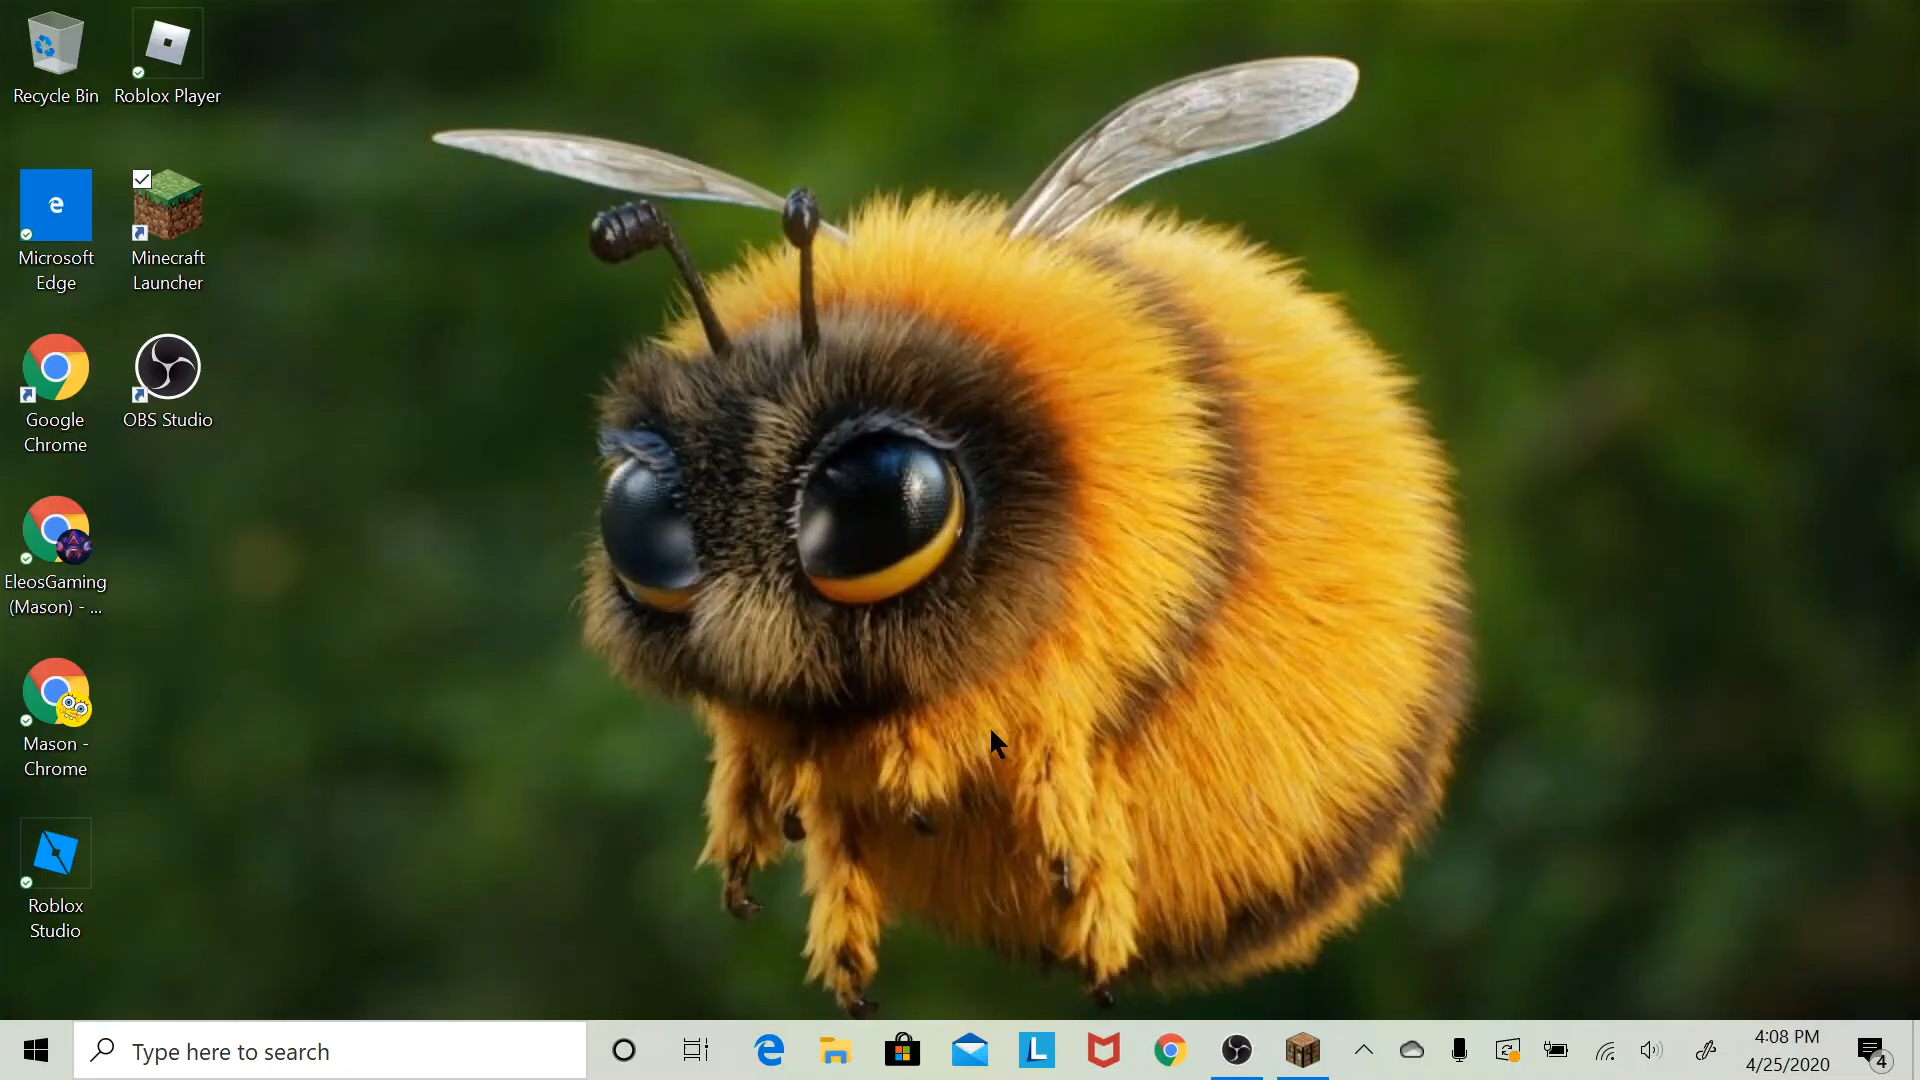 Recycle Bin
Roblox Player
Microsoft
Edge
Minecraft
Launcher
Google
Chrome
OBS Studio
EleosGaming
(Mason) - ...
Mason -
Chrome
Roblox
Studio
Type here to search
L
4:08 PM
4/25/2020
4